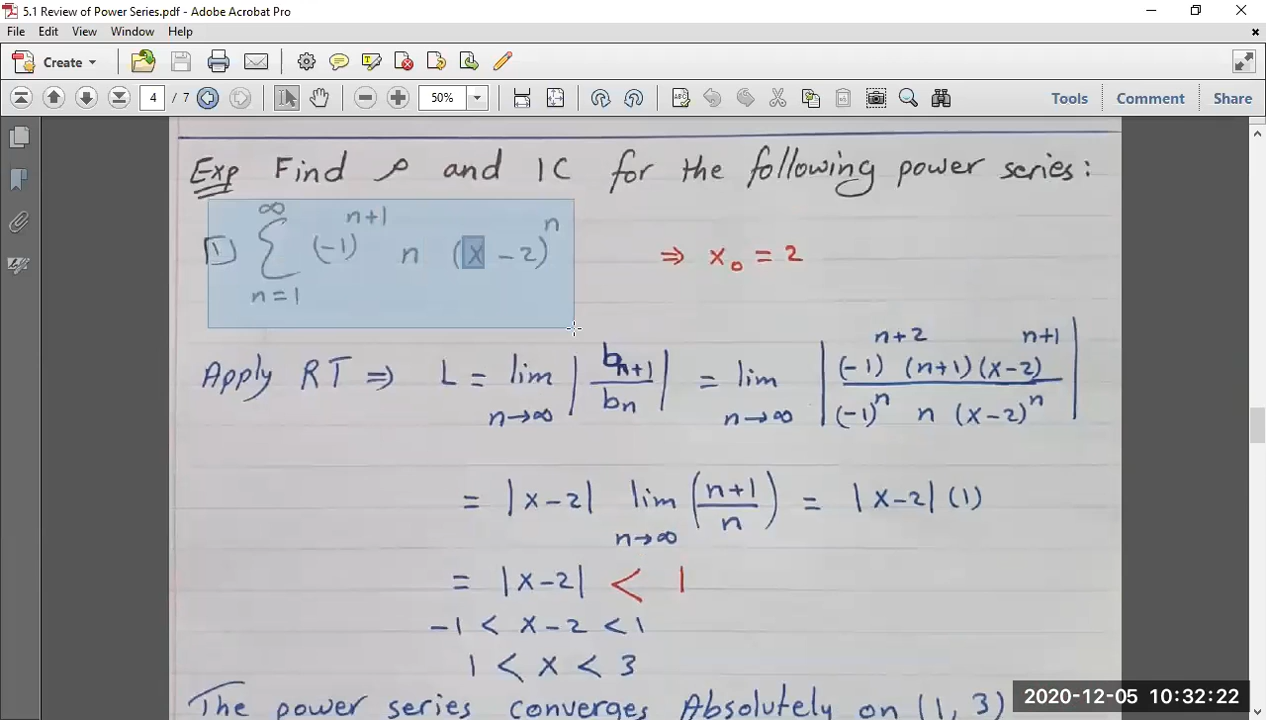 5.1 Review of Power Series.pdf - Adobe Acrobat Pro
File Edit View Window Help
Create
4 / 7 50% Tools Comment Share
Exp Find ρ and IC for the following power series:
1 ∑_{n=1}^{∞} (-1)^{n+1} n (x-2)^n ⇒ x₀ = 2
Apply RT ⇒ L = lim_{n→∞} | b_{n+1} / b_n | = lim_{n→∞} | (-1)^{n+2} (n+1)(x-2)^{n+1} / (-1)^n n (x-2)^n |
= |x-2| lim_{n→∞} ( (n+1) / n ) = |x-2| (1)
= |x-2| < 1
-1 < x-2 < 1
1 < x < 3
The power series converges Absolutely on (1, 3)
2020-12-05 10:32:22